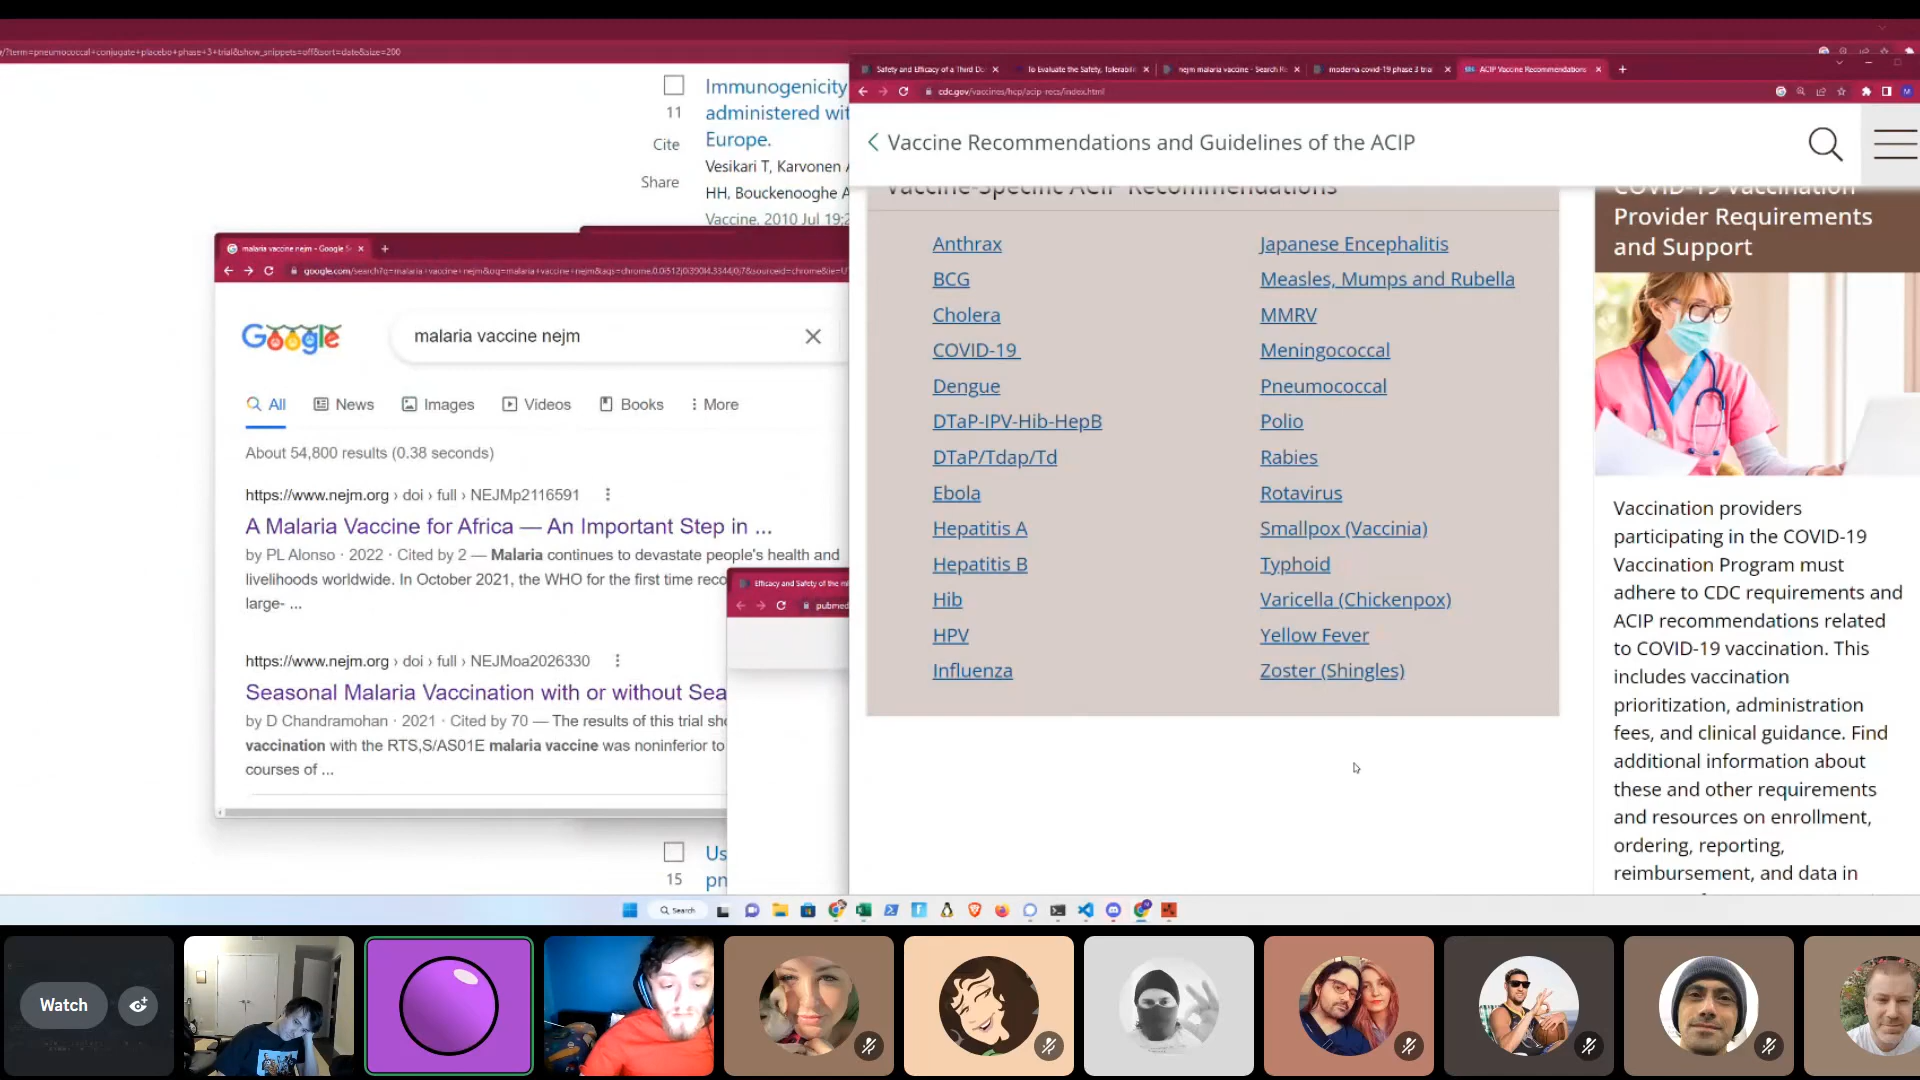 /?term=pneumococcal+conjugate+placebo+phase+3+trial&show_snippets=off&sort=date&size=200
11
Cite
Share
Immunogenicity
administered wit
Europe.
Vesikari T, Karvonen A
HH, Bouckenooghe A
Vaccine. 2010 Jul 19;2
malaria vaccine nejm - Google S
google.com/search?q=malaria+vaccine+nejm&oq=malaria+vaccine+nejm&aqs=chrome.0.0i512j0i390l4.3344j0j7&sourceid=chrome&ie=U
Google
malaria vaccine nejm
All
News
Images
Videos
Books
More
About 54,800 results (0.38 seconds)
https://www.nejm.org › doi › full › NEJMp2116591
A Malaria Vaccine for Africa — An Important Step in ...
by PL Alonso · 2022 · Cited by 2 — Malaria continues to devastate people's health and
livelihoods worldwide. In October 2021, the WHO for the first time reco
large- ...
https://www.nejm.org › doi › full › NEJMoa2026330
Seasonal Malaria Vaccination with or without Sea
by D Chandramohan · 2021 · Cited by 70 — The results of this trial sho
vaccination with the RTS,S/AS01E malaria vaccine was noninferior to
courses of ...
Efficacy and Safety of the m
pubmed
15
Us
pn
Safety and Efficacy of a Third Do
To Evaluate the Safety, Tolerabili
nejm malaria vaccine - Search Re
moderna covid-19 phase 3 tria
ACIP Vaccine Recommendations
cdc.gov/vaccines/hcp/acip-recs/index.html
Vaccine Recommendations and Guidelines of the ACIP
Vaccine-Specific ACIP Recommendations
Anthrax
BCG
Cholera
COVID-19
Dengue
DTaP-IPV-Hib-HepB
DTaP/Tdap/Td
Ebola
Hepatitis A
Hepatitis B
Hib
HPV
Influenza
Japanese Encephalitis
Measles, Mumps and Rubella
MMRV
Meningococcal
Pneumococcal
Polio
Rabies
Rotavirus
Smallpox (Vaccinia)
Typhoid
Varicella (Chickenpox)
Yellow Fever
Zoster (Shingles)
COVID-19 Vaccination
Provider Requirements
and Support
Vaccination providers
participating in the COVID-19
Vaccination Program must
adhere to CDC requirements and
ACIP recommendations related
to COVID-19 vaccination. This
includes vaccination
prioritization, administration
fees, and clinical guidance. Find
additional information about
these and other requirements
and resources on enrollment,
ordering, reporting,
reimbursement, and data in
Search
Watch